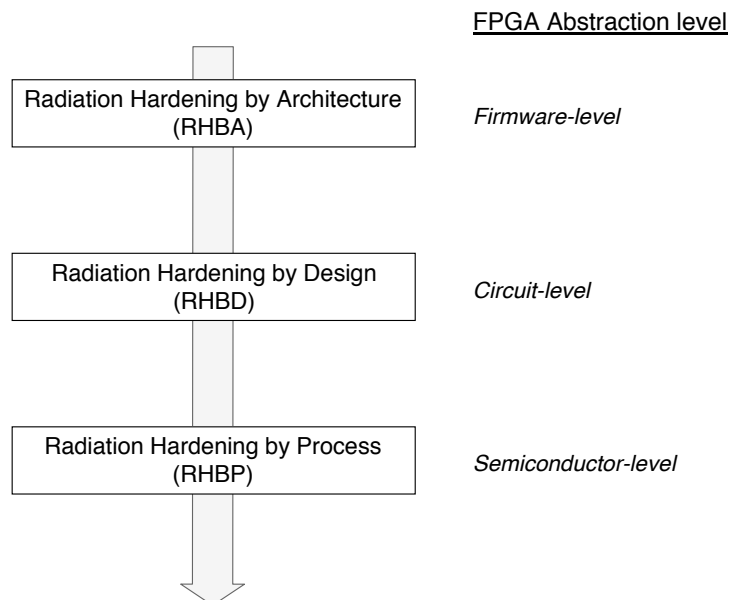 FPGA Abstraction level
Radiation Hardening by Architecture
(RHBA)
Firmware-level
Radiation Hardening by Design
(RHBD)
Circuit-level
Radiation Hardening by Process
(RHBP)
Semiconductor-level